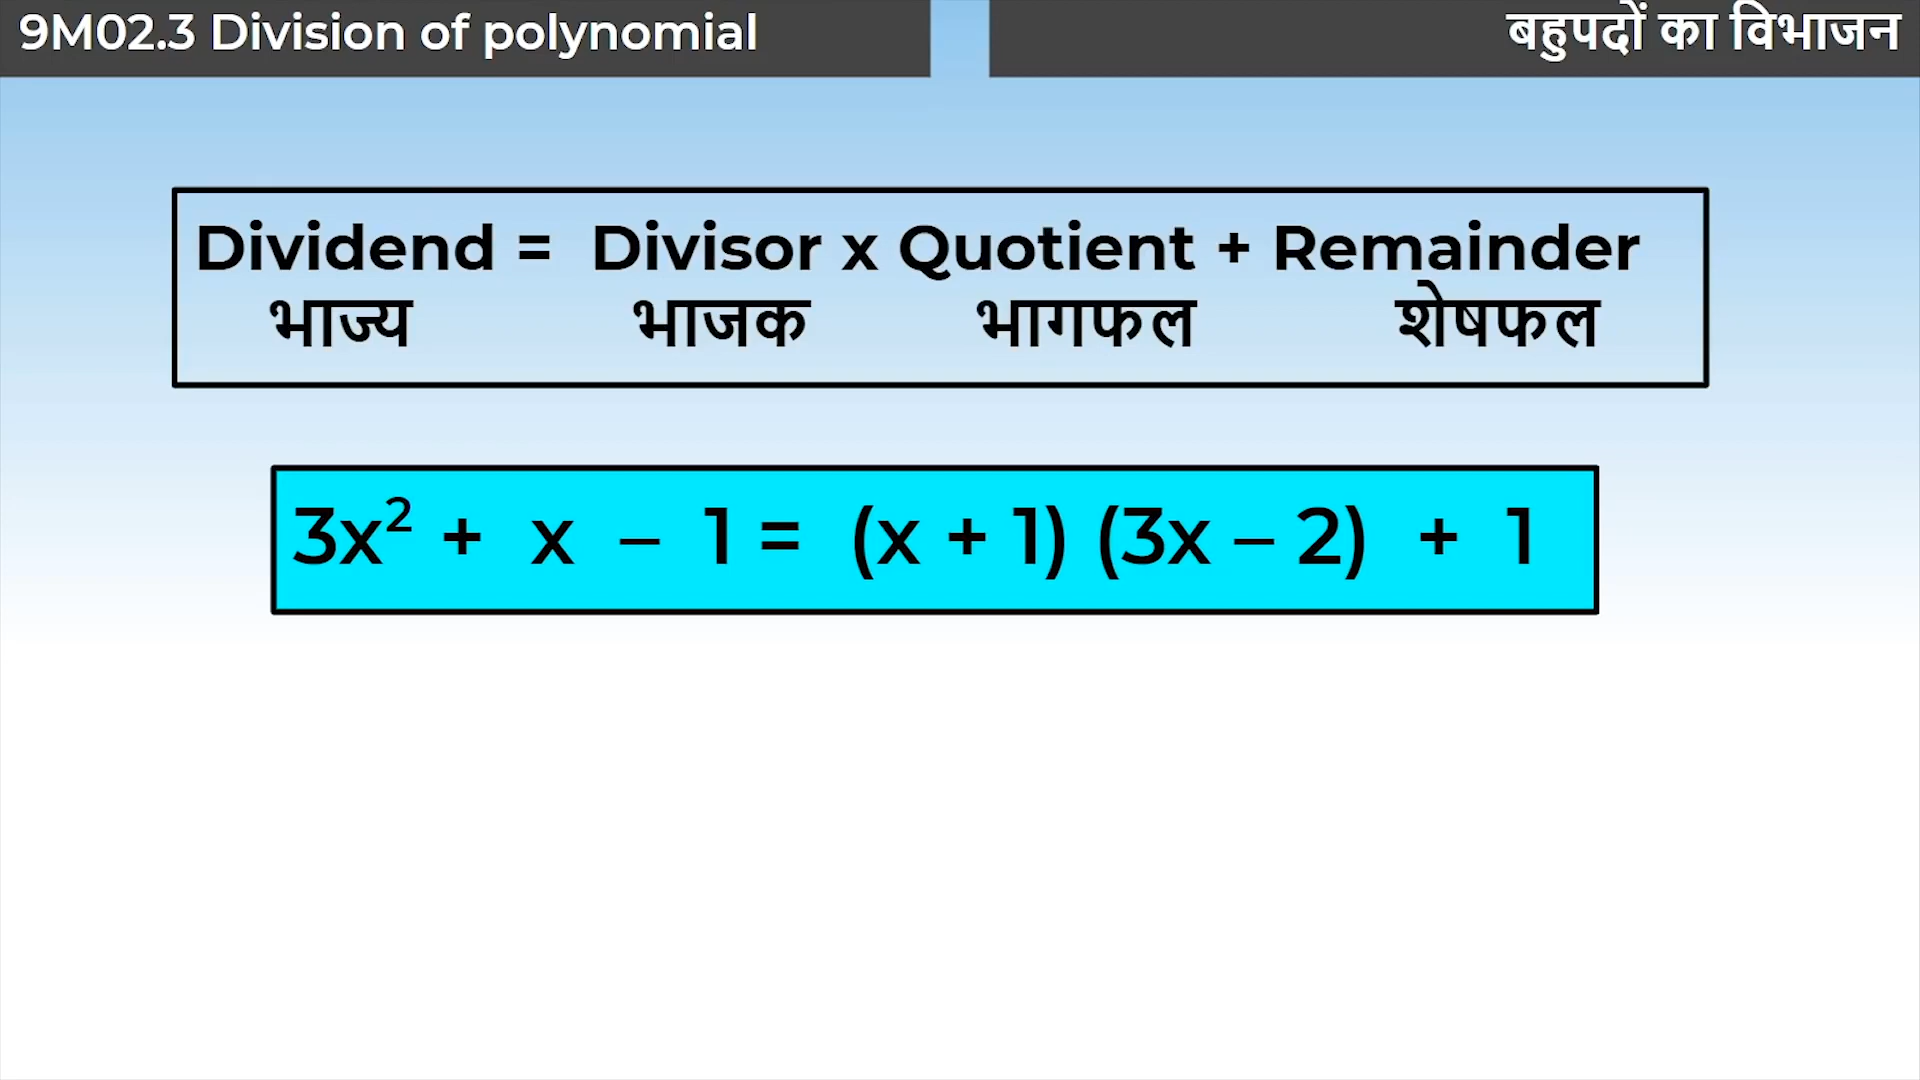 9M02.3 Division of polynomial
बहुपदों का विभाजन
Dividend = Divisor x Quotient + Remainder
भाज्य भाजक भागफल शेषफल
3x² + x – 1 = (x + 1) (3x – 2) + 1